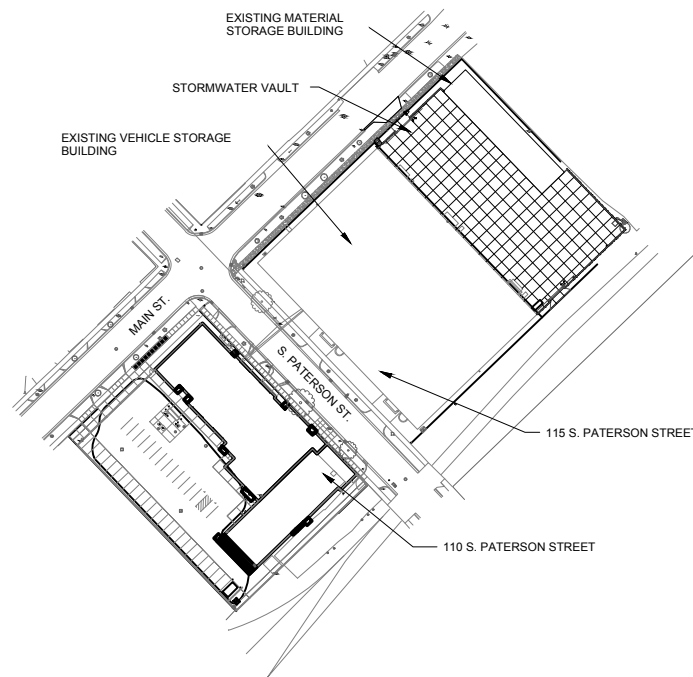 EXISTING MATERIAL
STORAGE BUILDING
STORMWATER VAULT
EXISTING VEHICLE STORAGE
BUILDING
MAIN ST.
S. PATERSON ST.
115 S. PATERSON STREET
110 S. PATERSON STREET